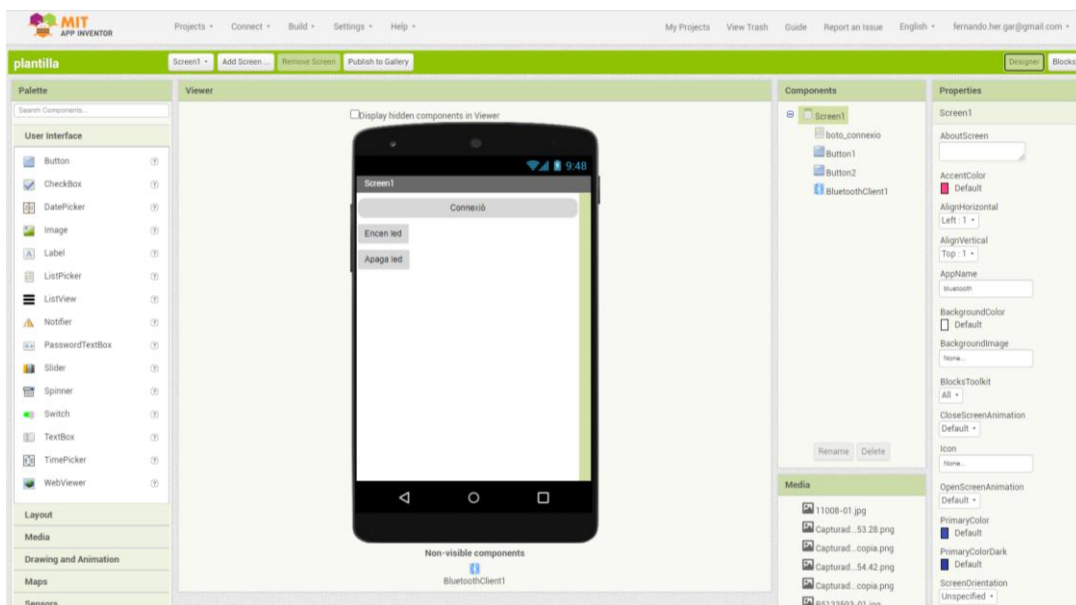 MIT
APP INVENTOR
Projects Connect Build Settings Help My Projects View Trash Guide Report an Issue English fernando.her.gar@gmail.com
plantilla Screen1 Add Screen... Remove Screen Publish to Gallery Designer Blocks
Palette
Search Components...
User Interface
Button
CheckBox
DatePicker
Image
Label
ListPicker
ListView
Notifier
PasswordTextBox
Slider
Spinner
Switch
TextBox
TimePicker
WebViewer
Layout
Media
Drawing and Animation
Maps
Sensors
Viewer
Display hidden components in Viewer
9:48
Screen1
Connexió
Encen led
Apaga led
Non-visible components
BluetoothClient1
Components
Screen1
boto_connexio
Button1
Button2
BluetoothClient1
Rename Delete
Media
11008-01.jpg
Capturad...53.28.png
Capturad...copia.png
Capturad...54.42.png
Capturad...copia.png
Properties
Screen1
AboutScreen
AccentColor
Default
AlignHorizontal
Left : 1
AlignVertical
Top : 1
AppName
bluetooth
BackgroundColor
Default
BackgroundImage
None...
BlocksToolkit
All
CloseScreenAnimation
Default
Icon
None...
OpenScreenAnimation
Default
PrimaryColor
Default
PrimaryColorDark
Default
ScreenOrientation
Unspecified